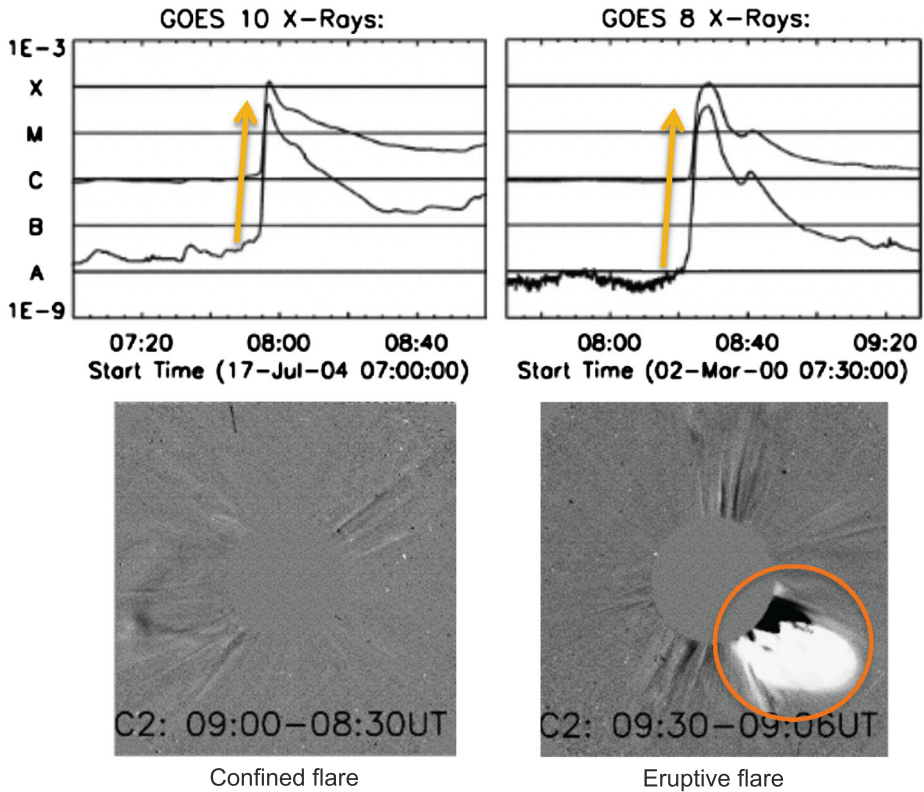 GOES 10 X-Rays:
GOES 8 X-Rays:
1E-3
X
M
C
B
A
1E-9
07:20 08:00 08:40
Start Time (17-Jul-04 07:00:00)
08:00 08:40 09:20
Start Time (02-Mar-00 07:30:00)
C2: 09:00-08:30UT
C2: 09:30-09:06UT
Confined flare
Eruptive flare